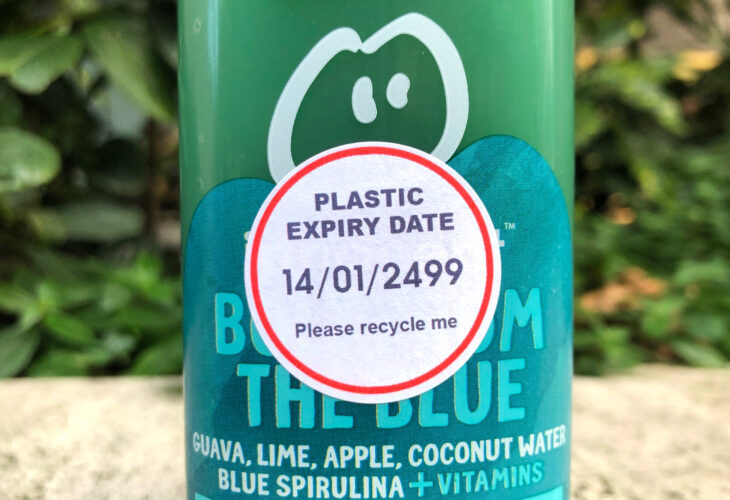 PLASTIC
EXPIRY DATE
™
14/01/2499
Please recycle me
THE BLUE
GUAVA, LIME, APPLE, COCONUT WATER
BLUE SPIRULINA + VITAMINS